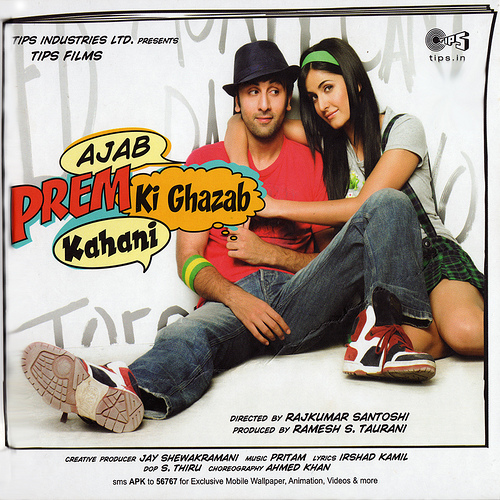 TIPS INDUSTRIES LTD. PRESENTS
TIPS FILMS
TIPS
tips.in
AJAB
PREM
Ki Ghazab
Kahani
DIRECTED BY RAJKUMAR SANTOSHI
PRODUCED BY RAMESH S. TAURANI
CREATIVE PRODUCER JAY SHEWAKRAMANI MUSIC PRITAM LYRICS IRSHAD KAMIL
DOP S. THIRU CHOREOGRAPHY AHMED KHAN
sms APK to 56767 for Exclusive Mobile Wallpaper, Animation, Videos & more